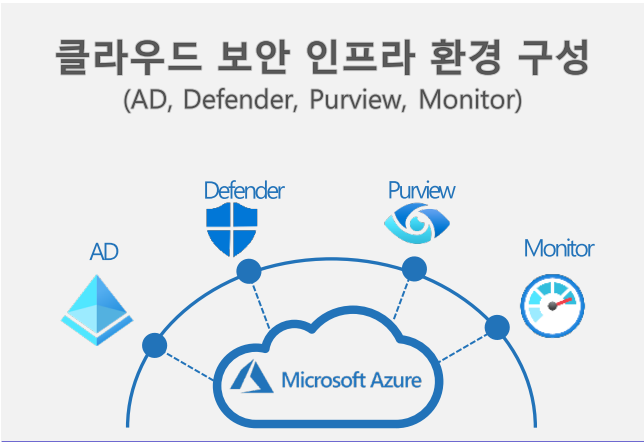 클라우드 보안 인프라 환경 구성
(AD, Defender, Purview, Monitor)
Defender
Purview
AD
Monitor
Microsoft Azure